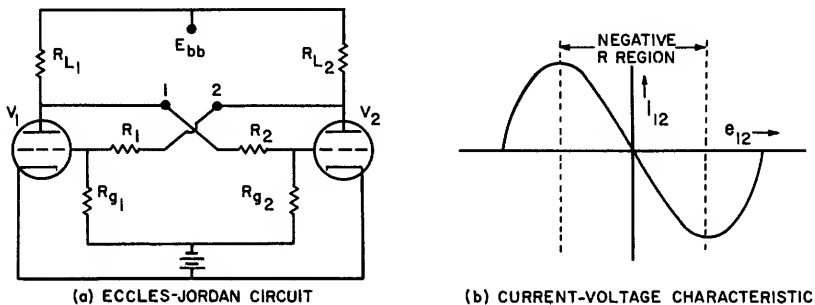 E_bb
R_L1
R_L2
1
2
V_1
V_2
R_1
R_2
R_g1
R_g2
(a) ECCLES-JORDAN CIRCUIT
NEGATIVE
R REGION
I_12
e_12
(b) CURRENT-VOLTAGE CHARACTERISTIC